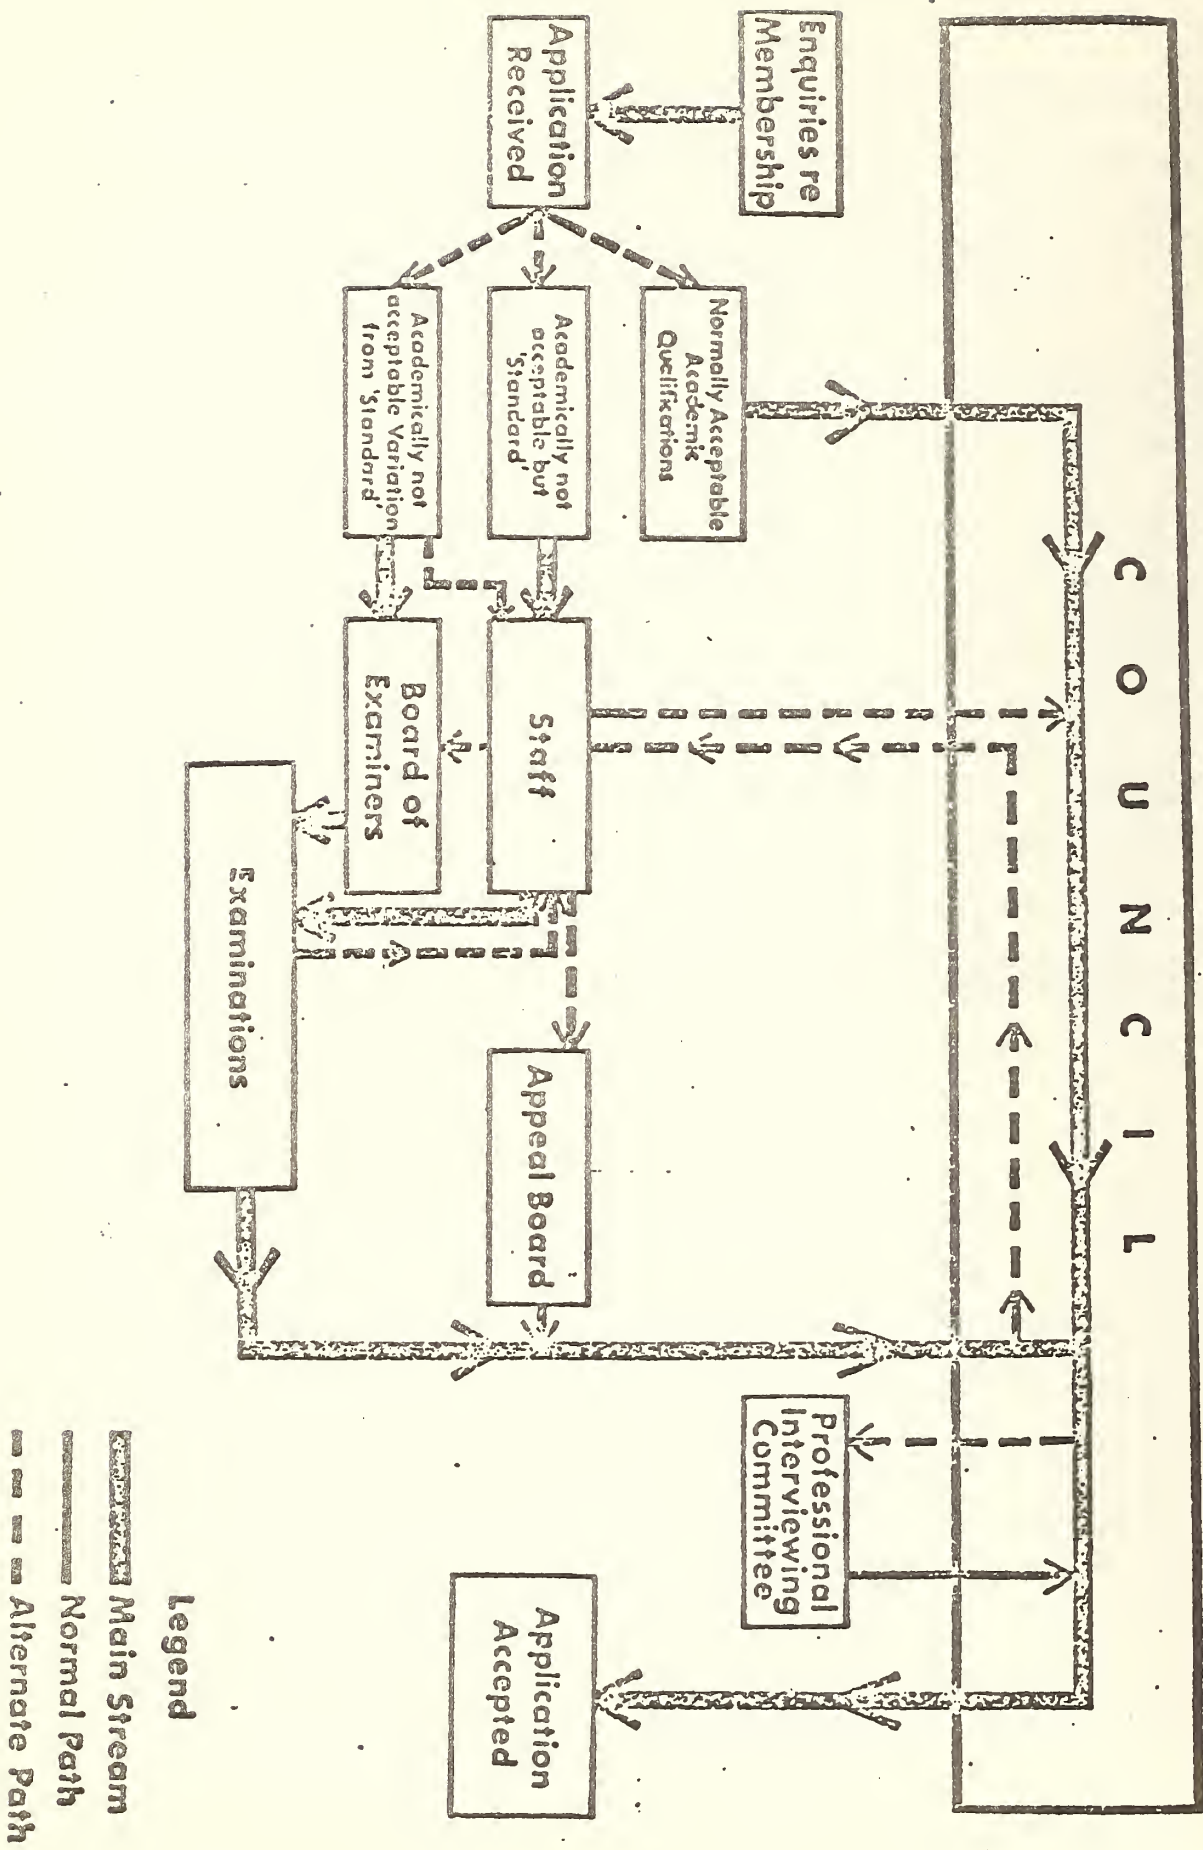 COUNCIL
Enquiries re
Membership
Application
Received
Normally Acceptable
Academic
Qualifications
Academically not
acceptable but
'Standard'
Academically not
acceptable Variation
from 'Standard'
Staff
Board of
Examiners
Examinations
Appeal Board
Professional
Interviewing
Committee
Application
Accepted
Legend
Main Stream
Normal Path
Alternate Path